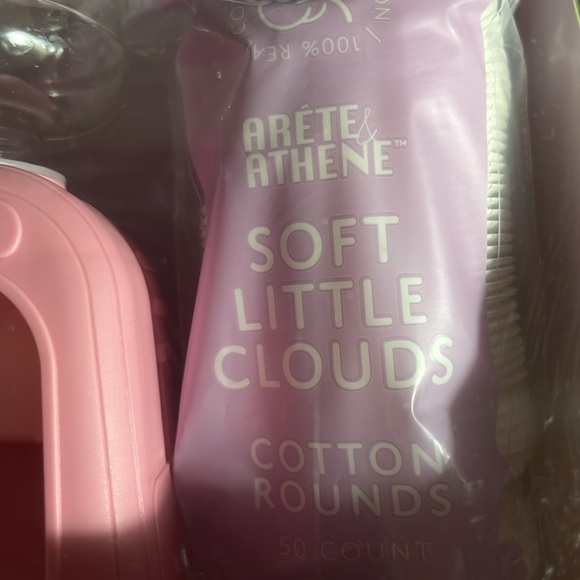 100% REA
ARÉTE &
ATHENE™
SOFT
LITTLE
CLOUDS
COTTON
ROUNDS
50 COUNT